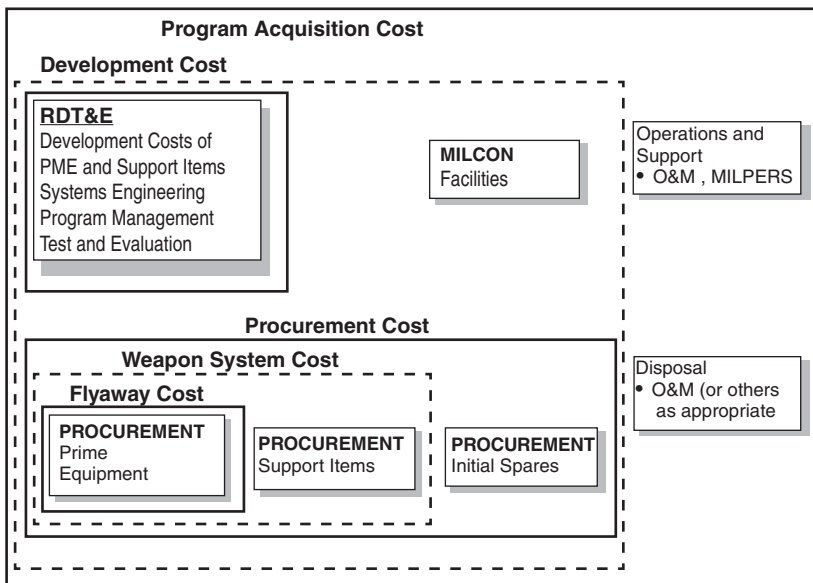 Program Acquisition Cost
Development Cost
RDT&E
Development Costs of
PME and Support Items
Systems Engineering
Program Management
Test and Evaluation
MILCON
Facilities
Operations and
Support
• O&M , MILPERS
Procurement Cost
Weapon System Cost
Flyaway Cost
PROCUREMENT
Prime
Equipment
PROCUREMENT
Support Items
PROCUREMENT
Initial Spares
Disposal
• O&M (or others
as appropriate